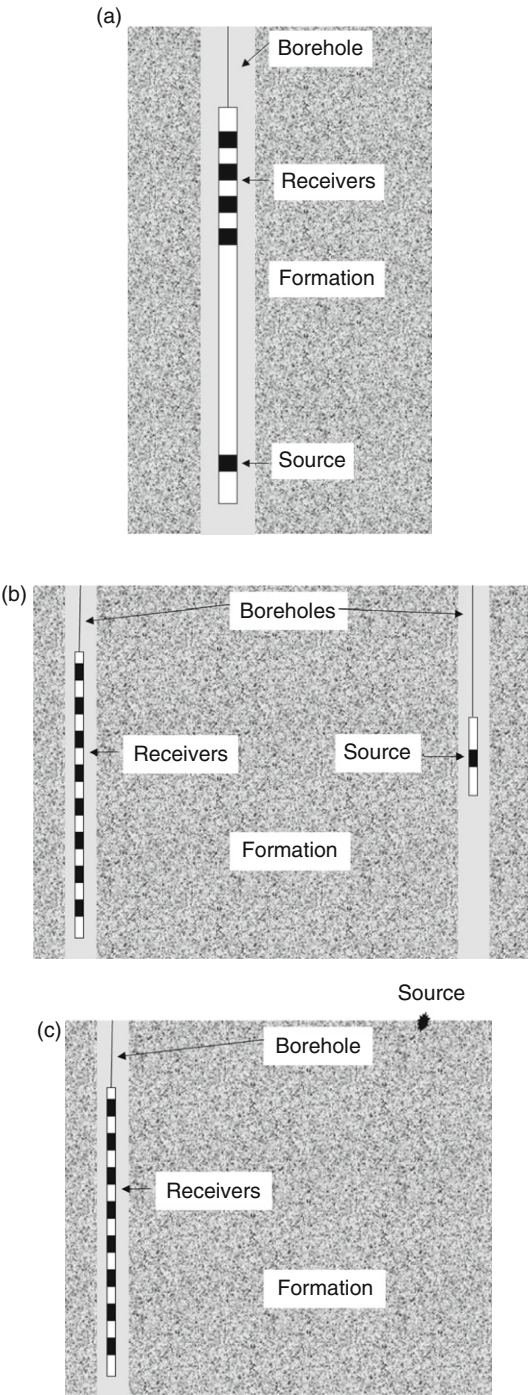 (a)
Borehole
Receivers
Formation
Source
(b)
Boreholes
Receivers
Source
Formation
Source
(c)
Borehole
Receivers
Formation